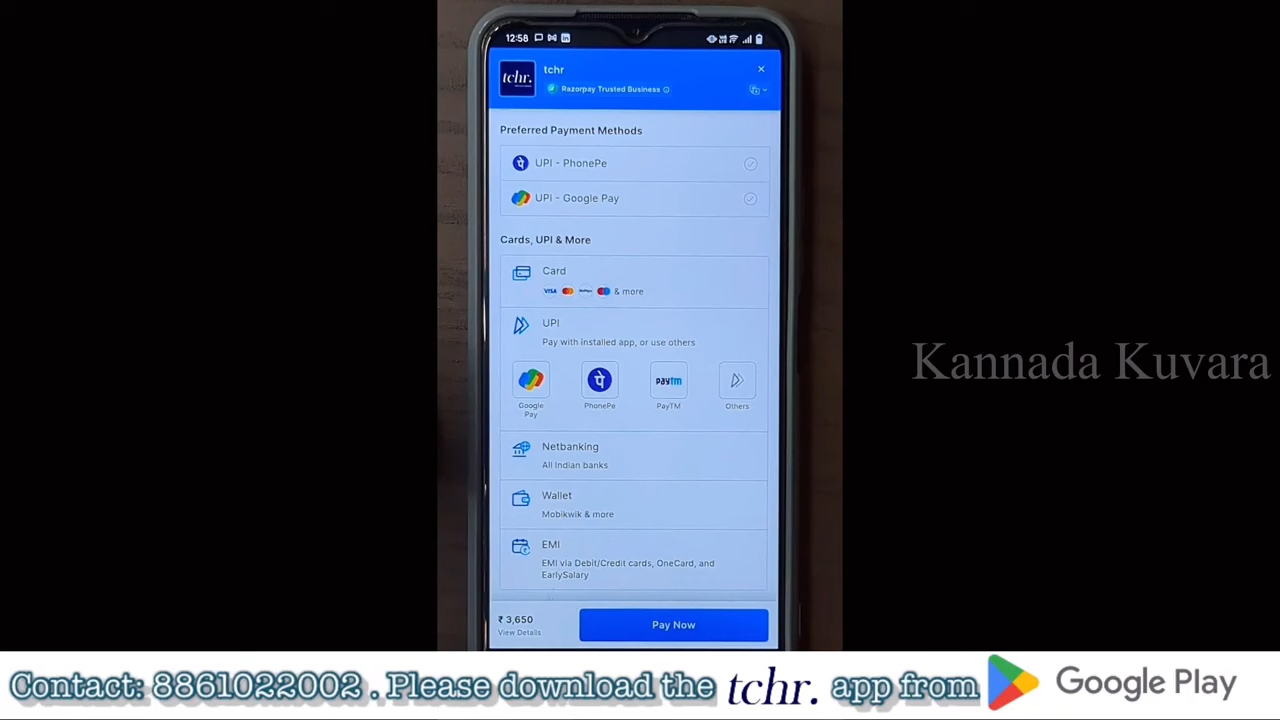 12:58
tchr.
tchr
Razorpay Trusted Business
Preferred Payment Methods
UPI - PhonePe
UPI - Google Pay
Cards, UPI & More
Card
VISA & more
UPI
Pay with installed app, or use others
Google Pay
PhonePe
paytm
PayTM
Others
Netbanking
All Indian banks
Wallet
Mobikwik & more
EMI
EMI via Debit/Credit cards, OneCard, and
EarlySalary
₹ 3,650
View Details
Pay Now
Kannada Kuvara
Contact: 8861022002 . Please download the tchr. app from Google Play